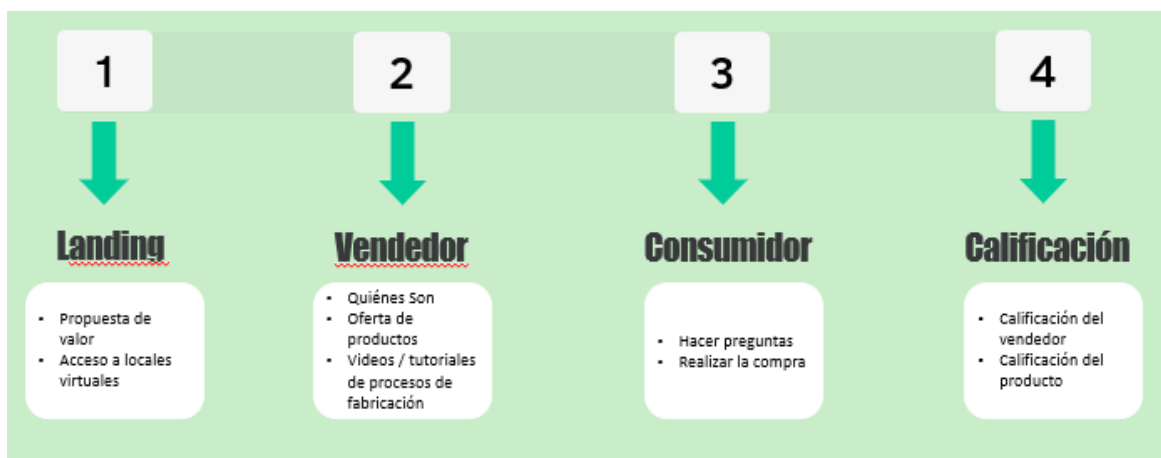 1
2
3
4
Landing
Vendedor
Consumidor
Calificación
▪ Propuesta de
valor
▪ Acceso a locales
virtuales
▪ Quiénes Son
▪ Oferta de
productos
▪ Videos / tutoriales
de procesos de
fabricación
▪ Hacer preguntas
▪ Realizar la compra
▪ Calificación del
vendedor
▪ Calificación del
producto